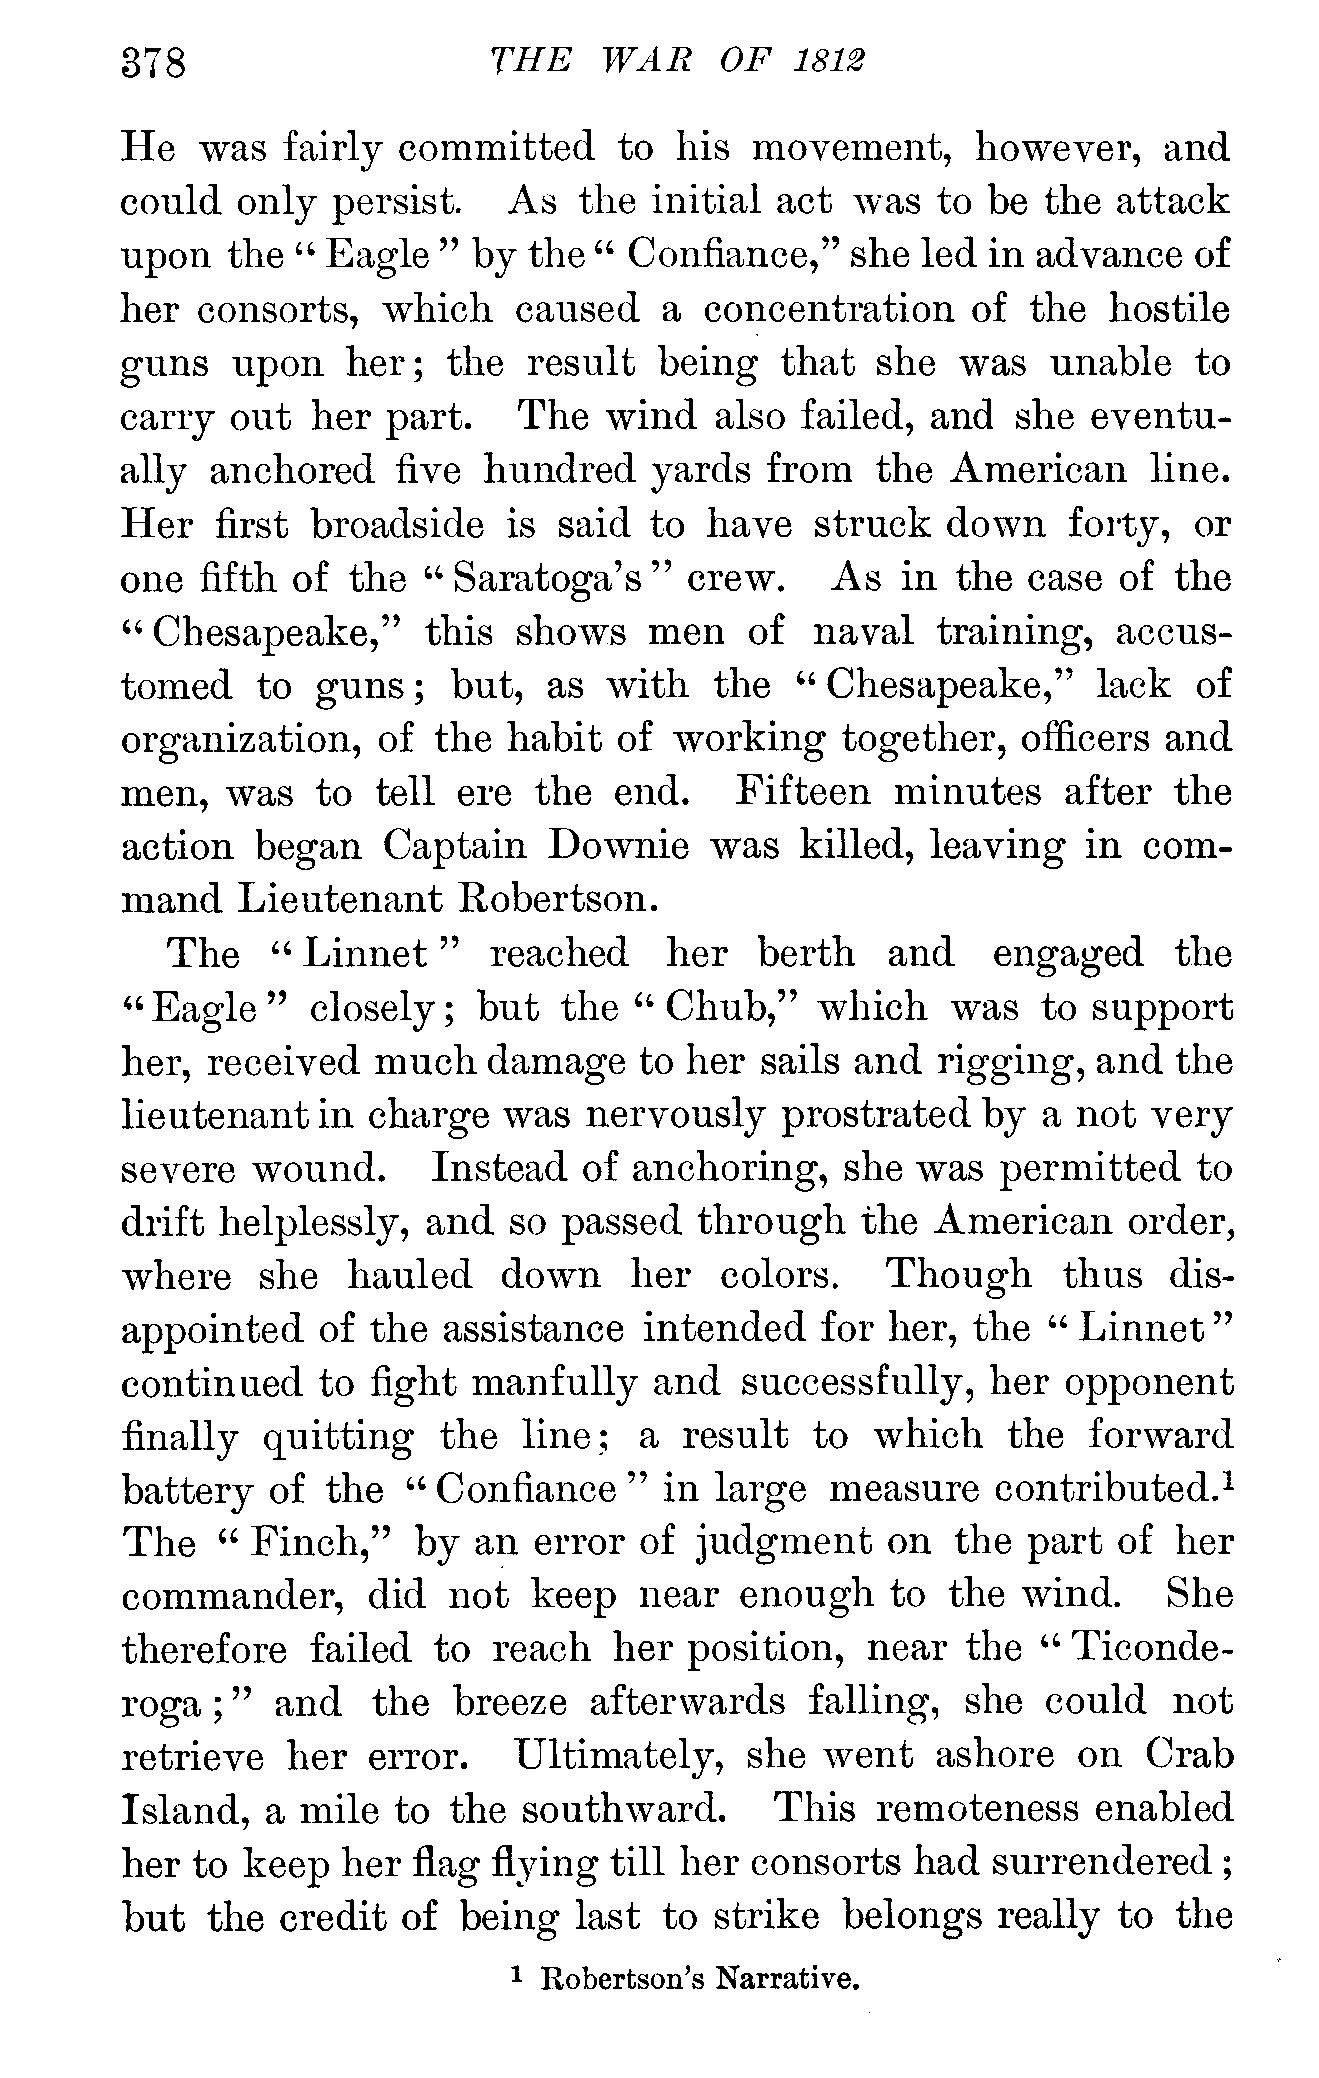 378 THE WAR OF 1812
He was fairly committed to his movement, however, and
could only persist. As the initial act was to be the attack
upon the “ Eagle ” by the “ Confiance,” she led in advance of
her consorts, which caused a concentration of the hostile
guns upon her; the result being that she was unable to
carry out her part. The wind also failed, and she eventu-
ally anchored five hundred yards from the American line.
Her first broadside is said to have struck down forty, or
one fifth of the “ Saratoga’s ” crew. As in the case of the
“ Chesapeake,” this shows men of naval training, accus-
tomed to guns ; but, as with the “ Chesapeake,” lack of
organization, of the habit of working together, officers and
men, was to tell ere the end. Fifteen minutes after the
action began Captain Downie was killed, leaving in com-
mand Lieutenant Robertson.
The “ Linnet ” reached her berth and engaged the
“ Eagle ” closely ; but the “ Chub,” which was to support
her, received much damage to her sails and rigging, and the
lieutenant in charge was nervously prostrated by a not very
severe wound. Instead of anchoring, she was permitted to
drift helplessly, and so passed through the American order,
where she hauled down her colors. Though thus dis-
appointed of the assistance intended for her, the “ Linnet ”
continued to fight manfully and successfully, her opponent
finally quitting the line; a result to which the forward
battery of the “ Confiance ” in large measure contributed.¹
The “ Finch,” by an error of judgment on the part of her
commander, did not keep near enough to the wind. She
therefore failed to reach her position, near the “ Ticonde-
roga ; ” and the breeze afterwards falling, she could not
retrieve her error. Ultimately, she went ashore on Crab
Island, a mile to the southward. This remoteness enabled
her to keep her flag flying till her consorts had surrendered ;
but the credit of being last to strike belongs really to the
¹ Robertson’s Narrative.